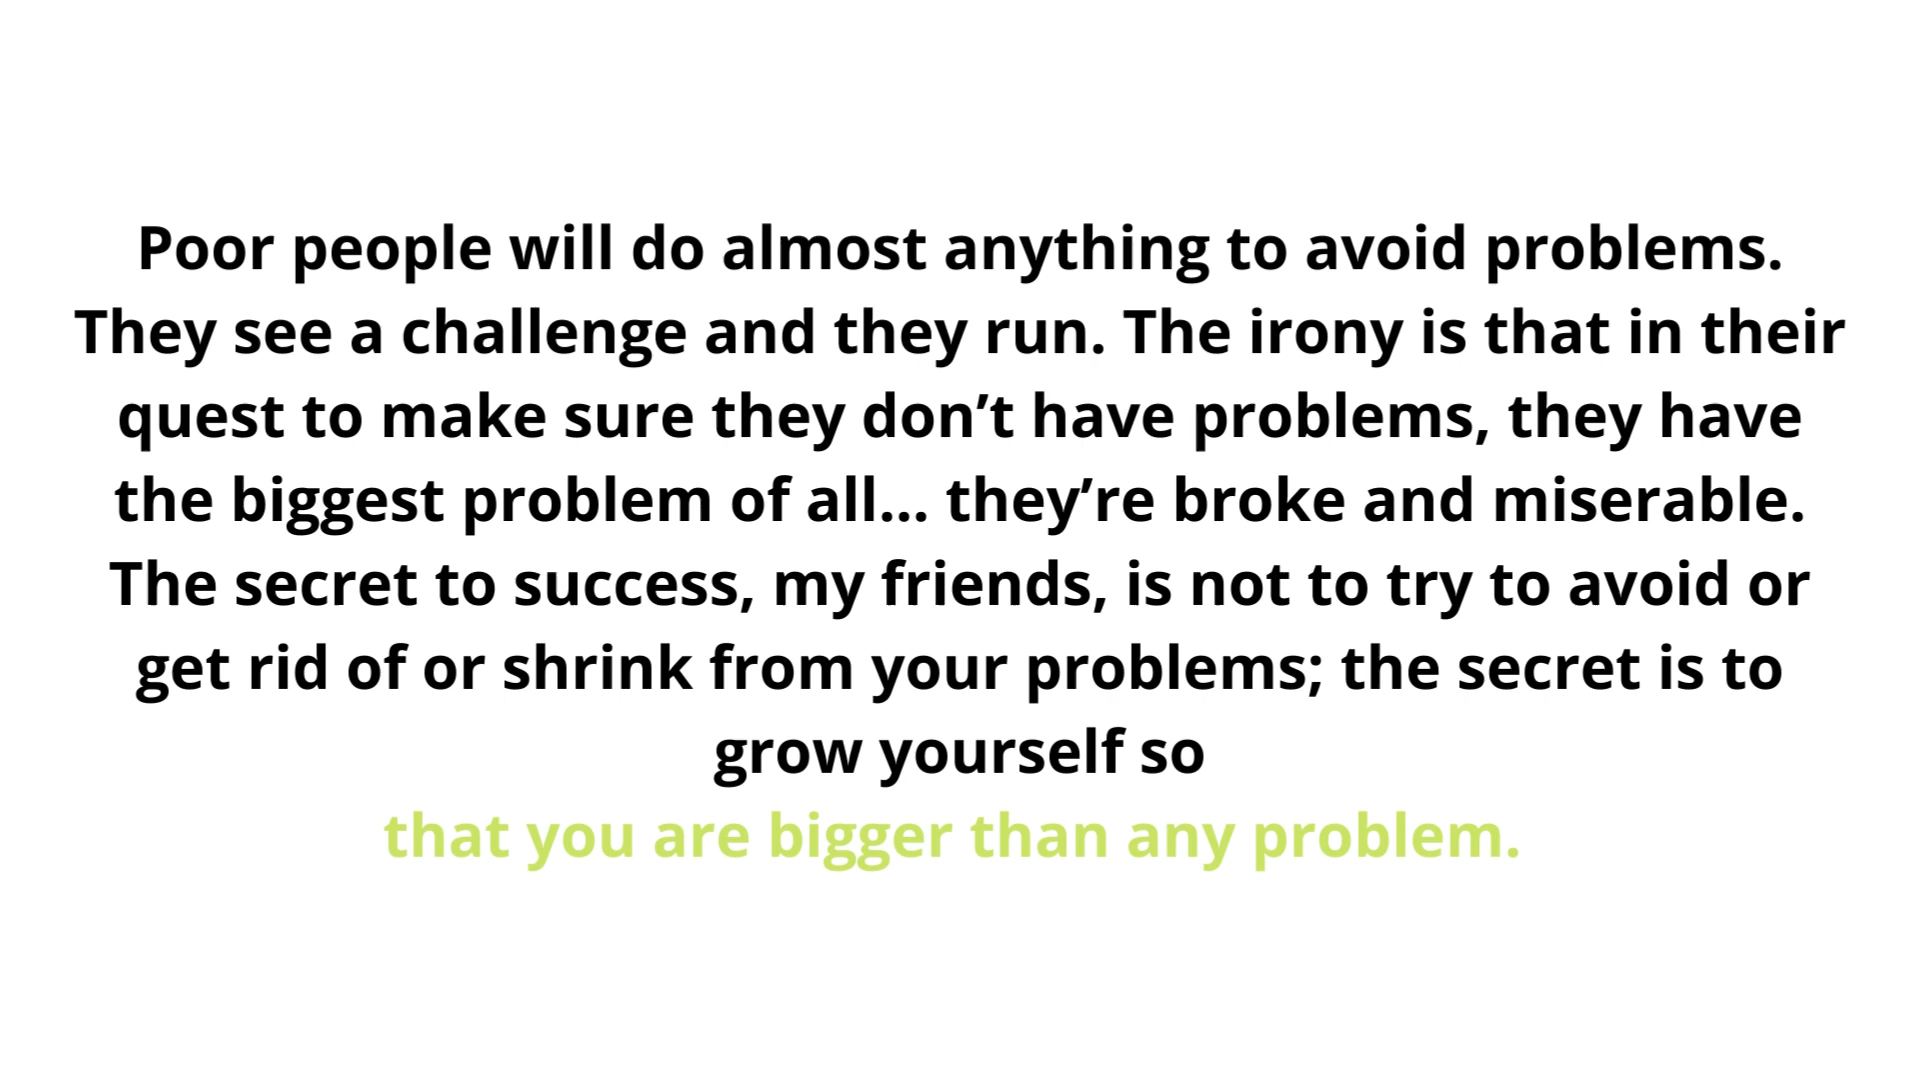 Poor people will do almost anything to avoid problems.
They see a challenge and they run. The irony is that in their
quest to make sure they don’t have problems, they have
the biggest problem of all... they’re broke and miserable.
The secret to success, my friends, is not to try to avoid or
get rid of or shrink from your problems; the secret is to
grow yourself so
that you are bigger than any problem.